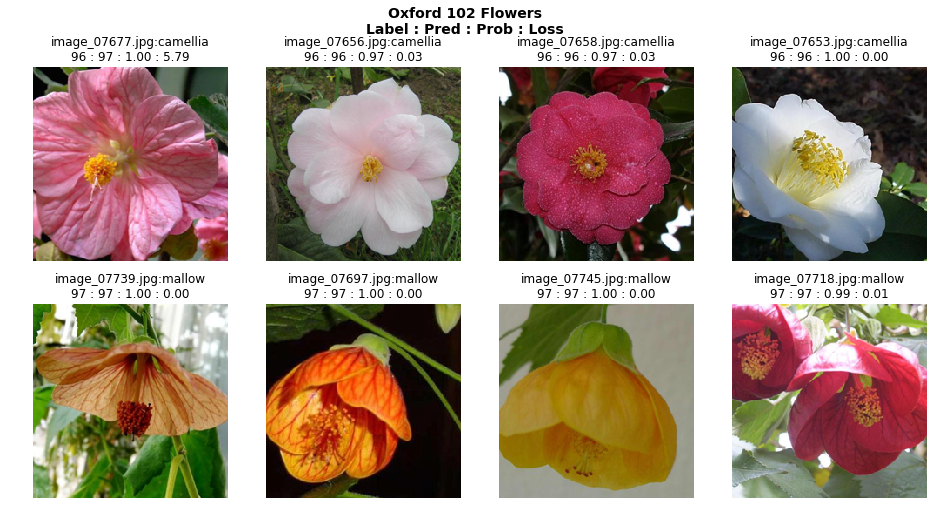 Oxford 102 Flowers
Label : Pred : Prob : Loss
image_07677.jpg:camellia
96 : 97 : 1.00 : 5.79
image_07656.jpg:camellia
96 : 96 : 0.97 : 0.03
image_07658.jpg:camellia
96 : 96 : 0.97 : 0.03
image_07653.jpg:camellia
96 : 96 : 1.00 : 0.00
image_07739.jpg:mallow
97 : 97 : 1.00 : 0.00
image_07697.jpg:mallow
97 : 97 : 1.00 : 0.00
image_07745.jpg:mallow
97 : 97 : 1.00 : 0.00
image_07718.jpg:mallow
97 : 97 : 0.99 : 0.01